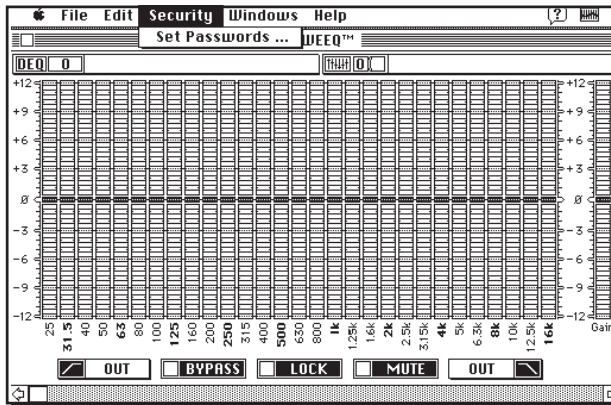 File Edit Security Windows Help
Set Passwords ...
WEEQ™
DEQ 0 0
+12 +12
+9 +9
+6 +6
+3 +3
Ø Ø
-3 -3
-6 -6
-9 -9
-12 -12
25 31.5 40 50 63 80 100 125 160 200 250 315 400 500 630 800 1k 1.25k 1.6k 2k 2.5k 3.15k 4k 5k 6.3k 8k 10k 12.5k 16k Gain
OUT BYPASS LOCK MUTE OUT